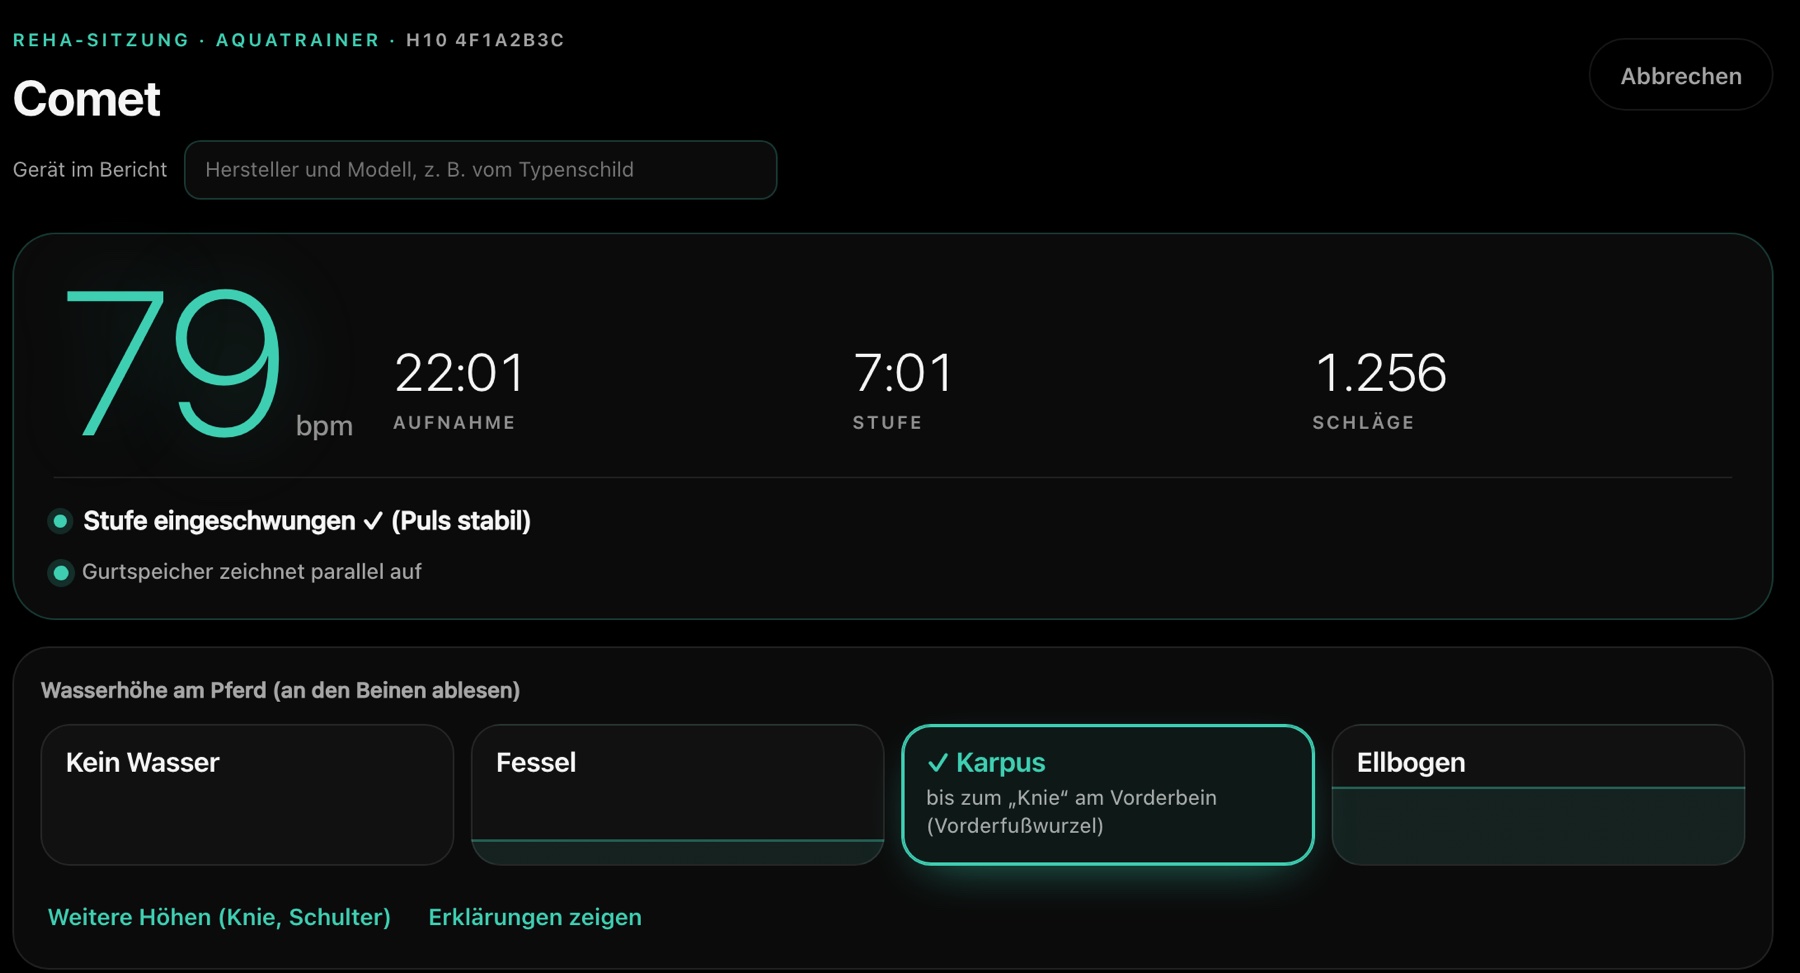 REHA-SITZUNG · AQUATRAINER · H10 4F1A2B3C
Abbrechen
Comet
Gerät im Bericht
Hersteller und Modell, z. B. vom Typenschild
79 bpm
22:01
AUFNAHME
7:01
STUFE
1.256
SCHLÄGE
Stufe eingeschwungen ✓ (Puls stabil)
Gurtspeicher zeichnet parallel auf
Wasserhöhe am Pferd (an den Beinen ablesen)
Kein Wasser
Fessel
✓ Karpus
bis zum „Knie“ am Vorderbein
(Vorderfußwurzel)
Ellbogen
Weitere Höhen (Knie, Schulter)
Erklärungen zeigen